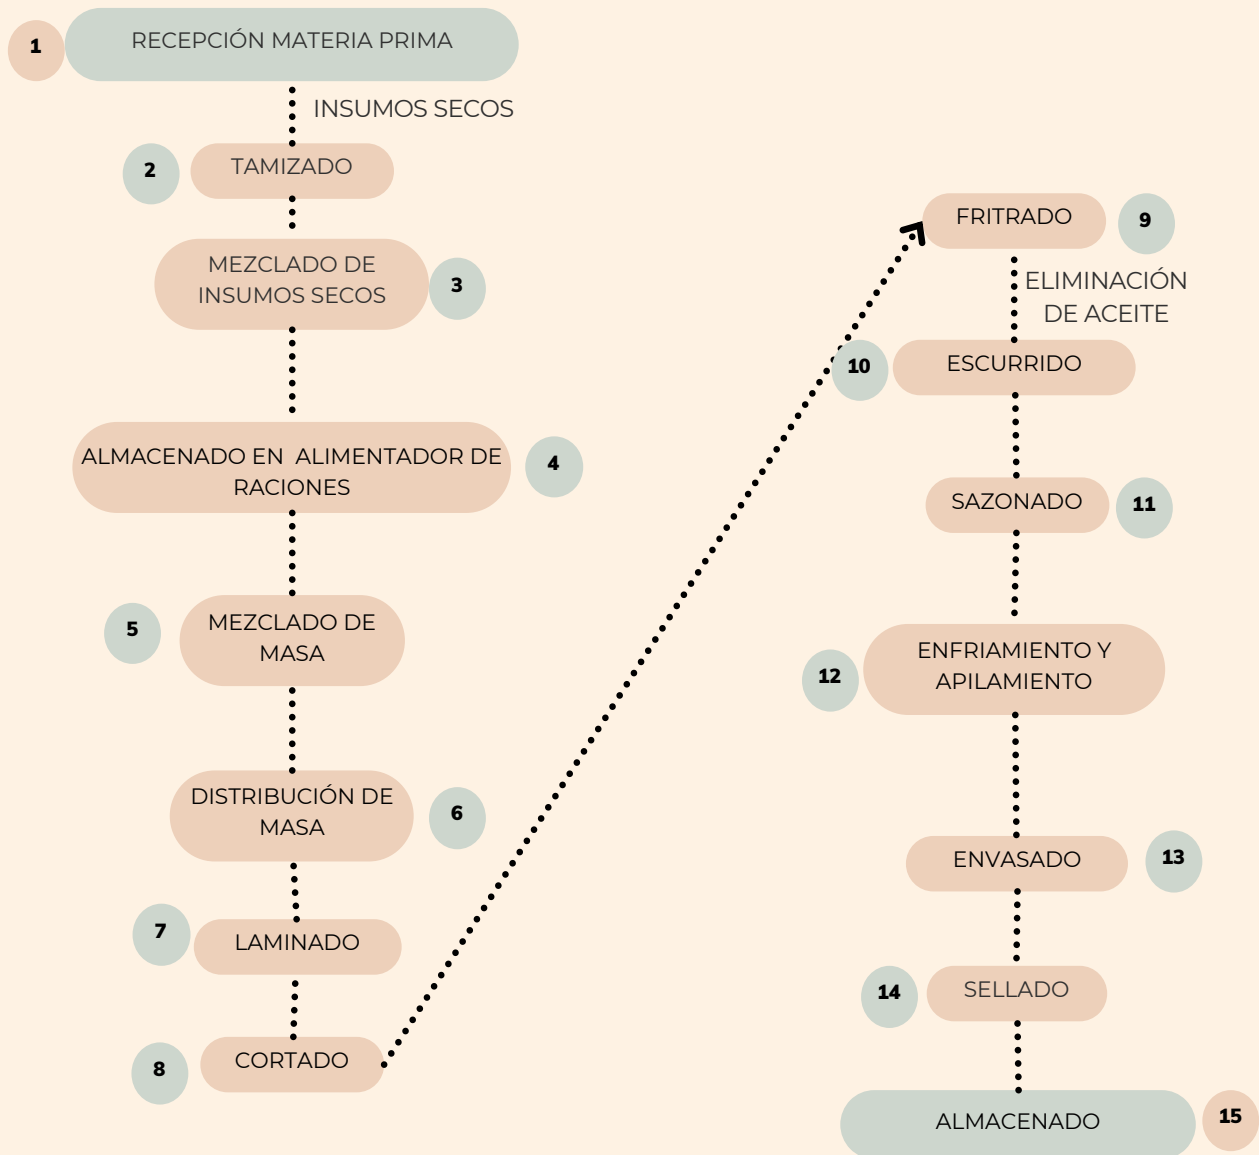 1
RECEPCIÓN MATERIA PRIMA
INSUMOS SECOS
2
TAMIZADO
MEZCLADO DE
INSUMOS SECOS
3
ALMACENADO EN ALIMENTADOR DE
RACIONES
4
5
MEZCLADO DE
MASA
DISTRIBUCIÓN DE
MASA
6
7
LAMINADO
8
CORTADO
FRITRADO
9
ELIMINACIÓN
DE ACEITE
10
ESCURRIDO
SAZONADO
11
12
ENFRIAMIENTO Y
APILAMIENTO
ENVASADO
13
14
SELLADO
ALMACENADO
15